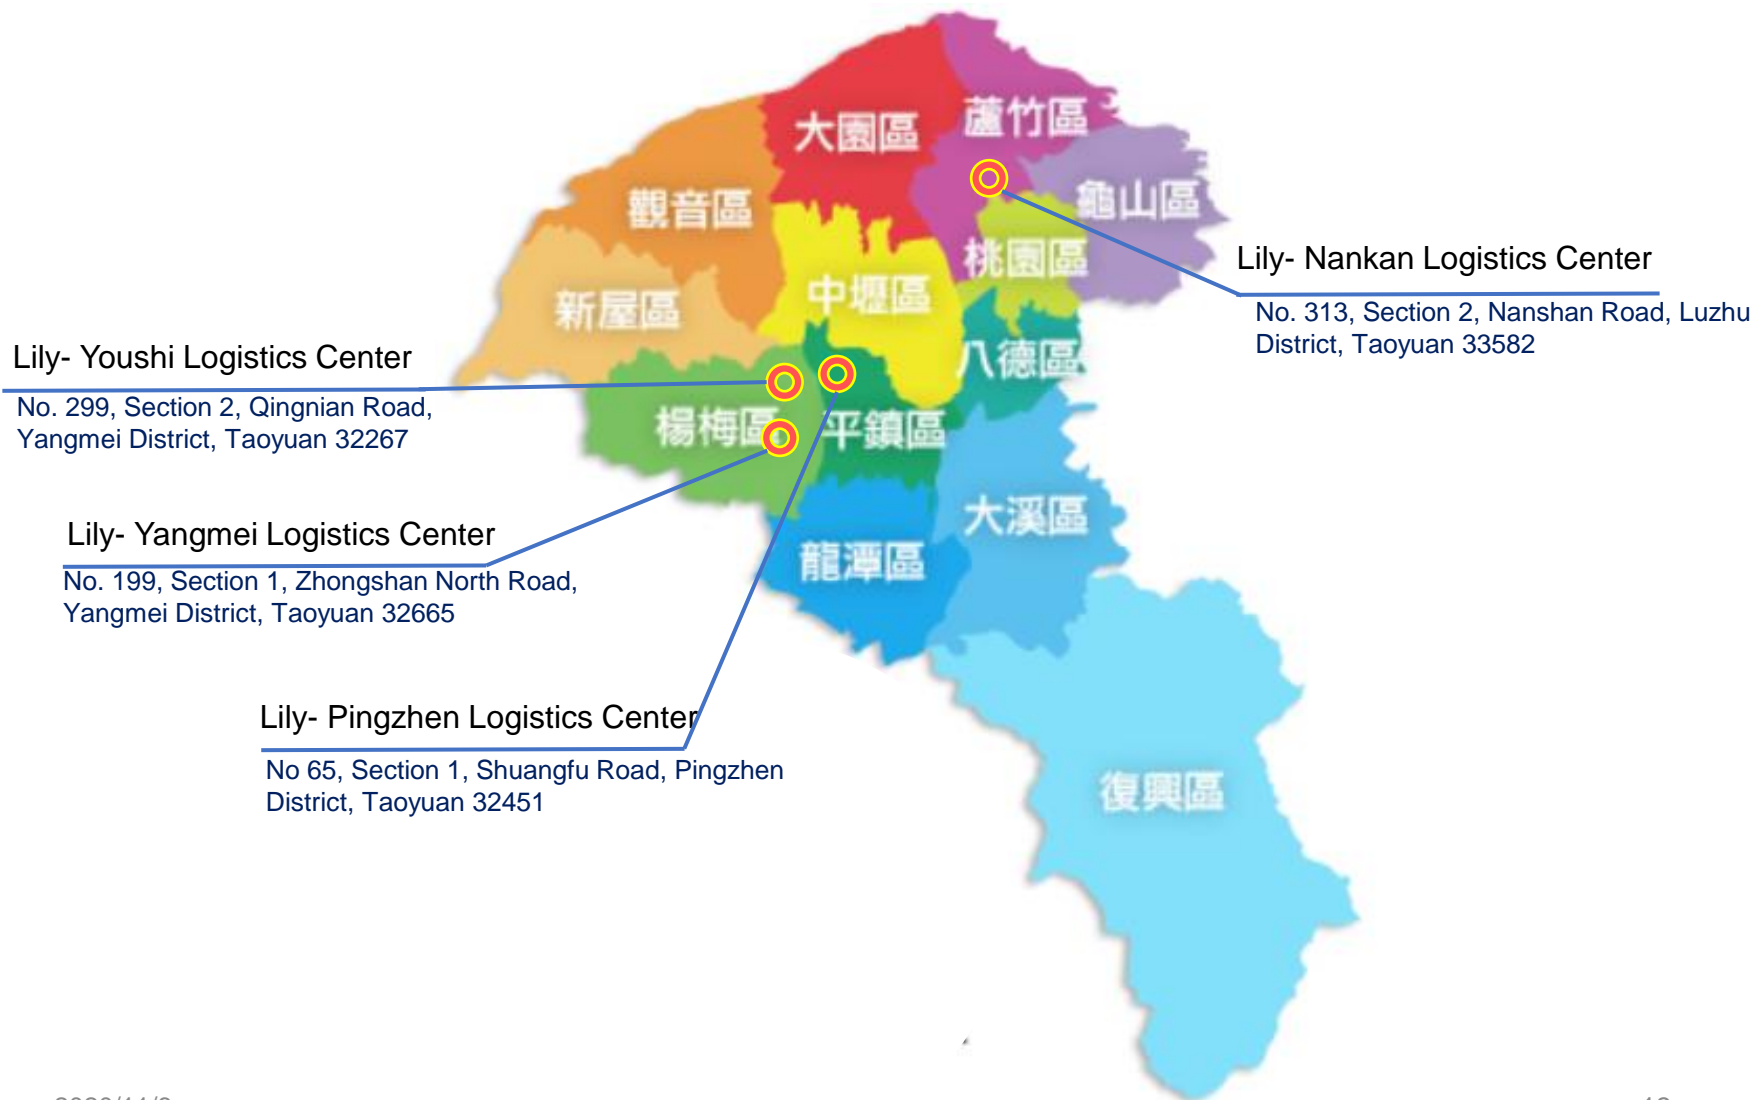 大園區
蘆竹區
觀音區
龜山區
桃園區
中壢區
新屋區
八德區
楊梅區
平鎮區
大溪區
龍潭區
復興區
Lily- Nankan Logistics Center
No. 313, Section 2, Nanshan Road, Luzhu
District, Taoyuan 33582
Lily- Youshi Logistics Center
No. 299, Section 2, Qingnian Road,
Yangmei District, Taoyuan 32267
Lily- Yangmei Logistics Center
No. 199, Section 1, Zhongshan North Road,
Yangmei District, Taoyuan 32665
Lily- Pingzhen Logistics Center
No 65, Section 1, Shuangfu Road, Pingzhen
District, Taoyuan 32451